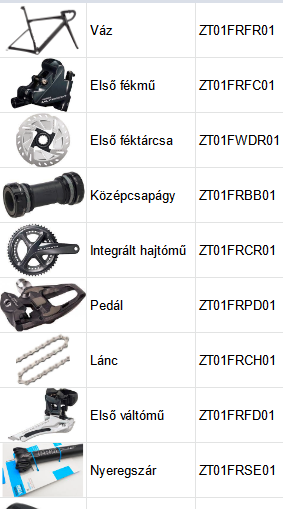 Váz ZT01FRFR01
Első fékmű ZT01FRFC01
Első féktárcsa ZT01FWDR01
Középcsapágy ZT01FRBB01
Integrált hajtómű ZT01FRCR01
Pedál ZT01FRPD01
Lánc ZT01FRCH01
Első váltómű ZT01FRFD01
Nyeregszár ZT01FRSE01